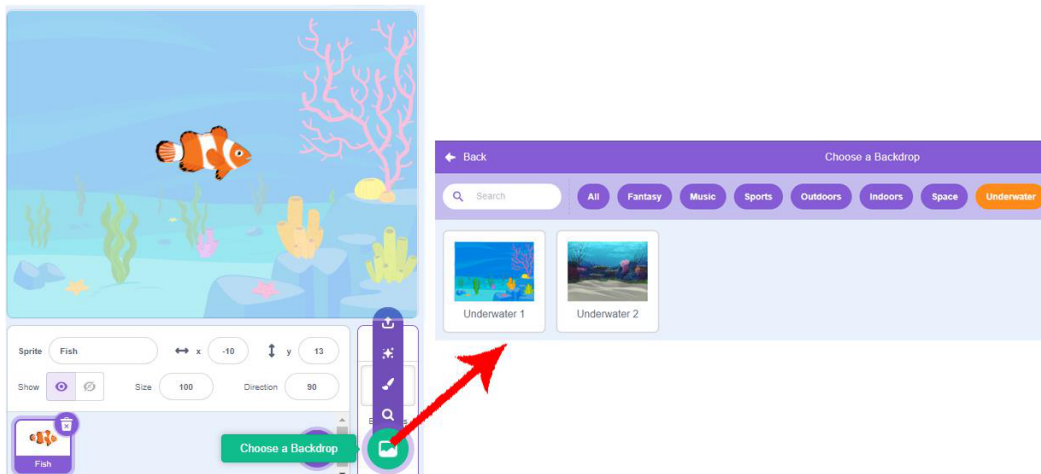 Sprite Fish x -10 y 13
Show Size 100 Direction 90
Fish
Choose a Backdrop
Back Choose a Backdrop
Search All Fantasy Music Sports Outdoors Indoors Space Underwater
Underwater 1 Underwater 2